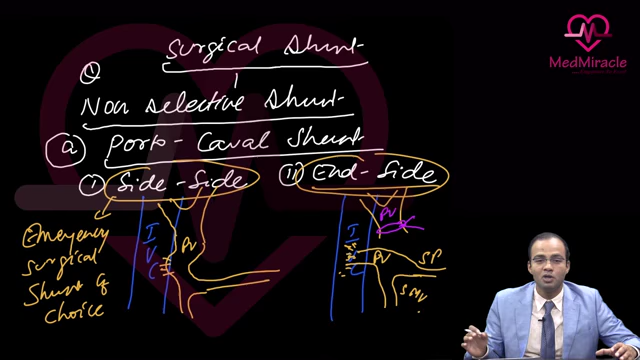 MedMiracle
Surgical Shunt
①
Non selective Shunt
ⓐ Porto Caval Shunt
ⓘ Side - Side
ⓘⓘ End - Side
Emergency
surgical
Shunt of
choice
I
V
C
PV
PV
I
C
PV
SP
SMV